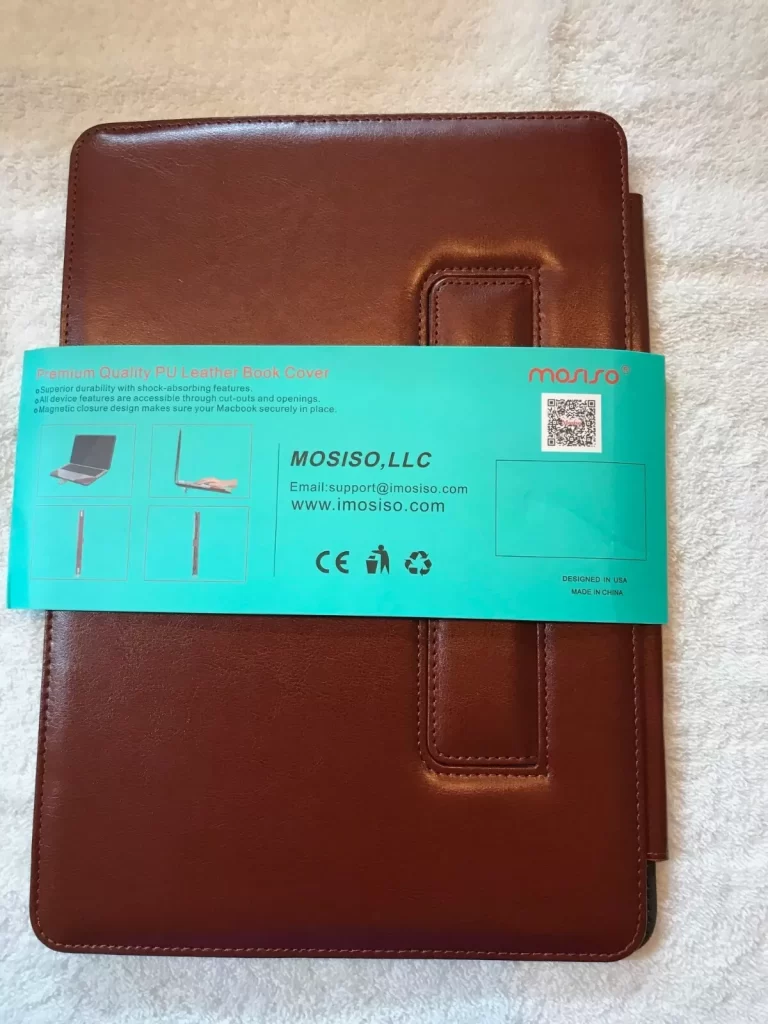 Premium Quality PU Leather Book Cover
Superior durability with shock-absorbing features.
All device features are accessible through cut-outs and openings.
Magnetic closure design makes sure your Macbook securely in place.
mosiso
MOSISO,LLC
Email:support@imosiso.com
www.imosiso.com
CE
DESIGNED IN USA
MADE IN CHINA